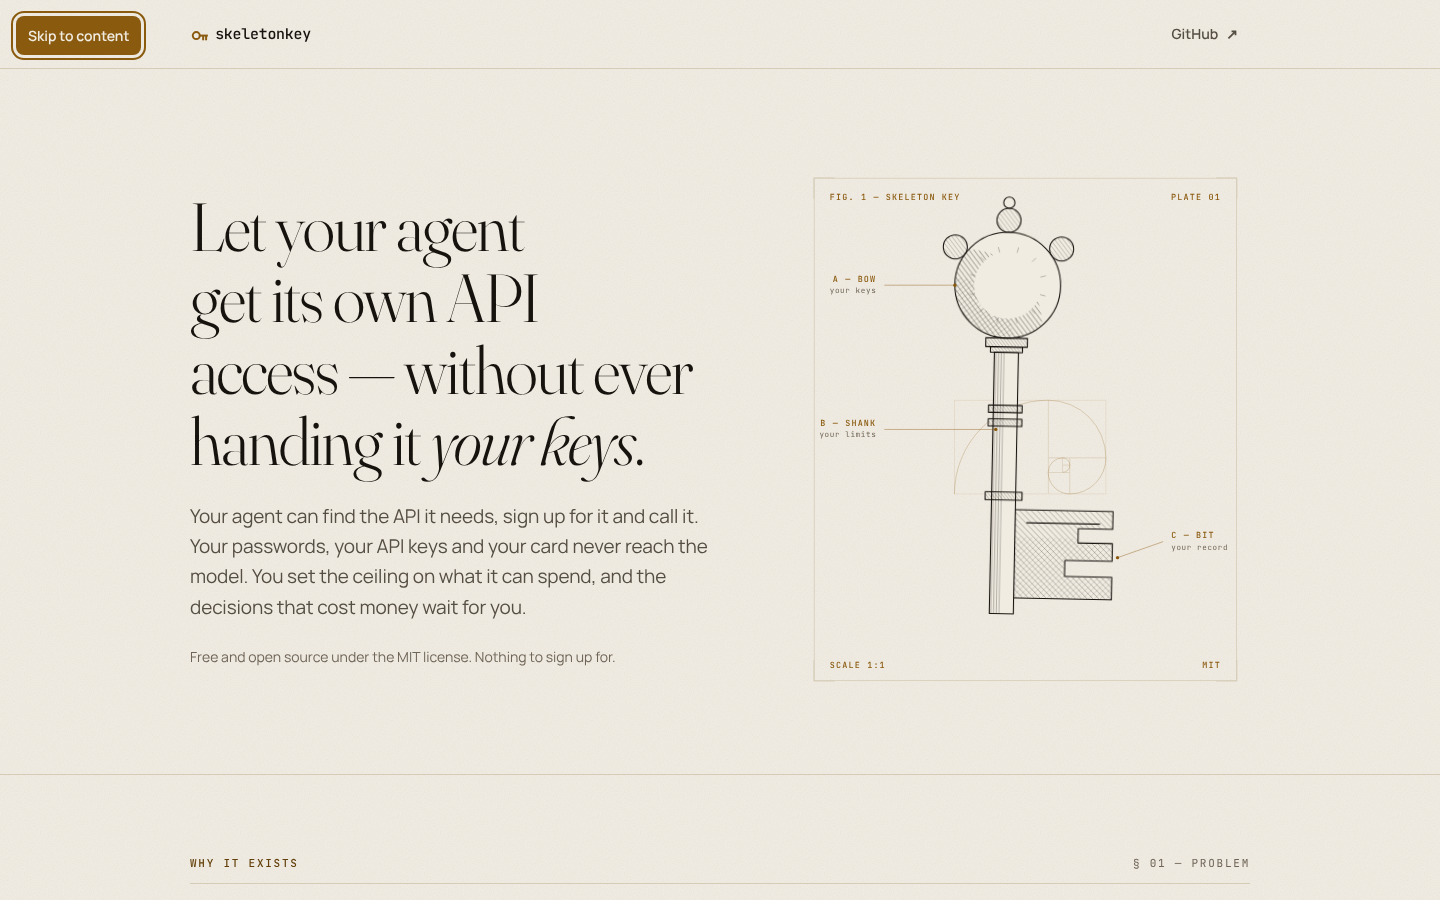 Skip to content
skeletonkey
GitHub ↗
Let your agent
get its own API
access — without ever
handing it your keys.
Your agent can find the API it needs, sign up for it and call it.
Your passwords, your API keys and your card never reach the
model. You set the ceiling on what it can spend, and the
decisions that cost money wait for you.
Free and open source under the MIT license. Nothing to sign up for.
FIG. 1 — SKELETON KEY
PLATE 01
A — BOW
your keys
B — SHANK
your limits
C — BIT
your record
SCALE 1:1
MIT
WHY IT EXISTS
§ 01 — PROBLEM